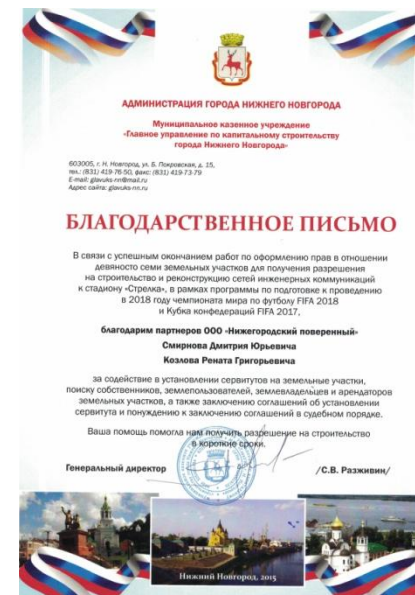 АДМИНИСТРАЦИЯ ГОРОДА НИЖНЕГО НОВГОРОДА
Муниципальное казенное учреждение
«Главное управление по капитальному строительству
города Нижнего Новгорода»
603005, г. Н. Новгород, ул. Б. Покровская, д. 15,
тел.: (831) 419-76-50, факс: (831) 419-73-79
E-mail: glavuks-nn@mail.ru
Адрес сайта: glavuks-nn.ru
БЛАГОДАРСТВЕННОЕ ПИСЬМО
В связи с успешным окончанием работ по оформлению прав в отношении
девяносто семи земельных участков для получения разрешения
на строительство и реконструкцию сетей инженерных коммуникаций
к стадиону «Стрелка», в рамках программы по подготовке к проведению
в 2018 году чемпионата мира по футболу FIFA 2018
и Кубка конфедераций FIFA 2017,
благодарим партнеров ООО «Нижегородский поверенный»
Смирнова Дмитрия Юрьевича
Козлова Рената Григорьевича
за содействие в установлении сервитутов на земельные участки,
поиску собственников, землепользователей, землевладельцев и арендаторов
земельных участков, а также заключению соглашений об установлении
сервитута и понуждению к заключению соглашений в судебном порядке.
Ваша помощь помогла нам получить разрешение на строительство
в короткие сроки.
Генеральный директор /С.В. Разживин/
Нижний Новгород, 2015